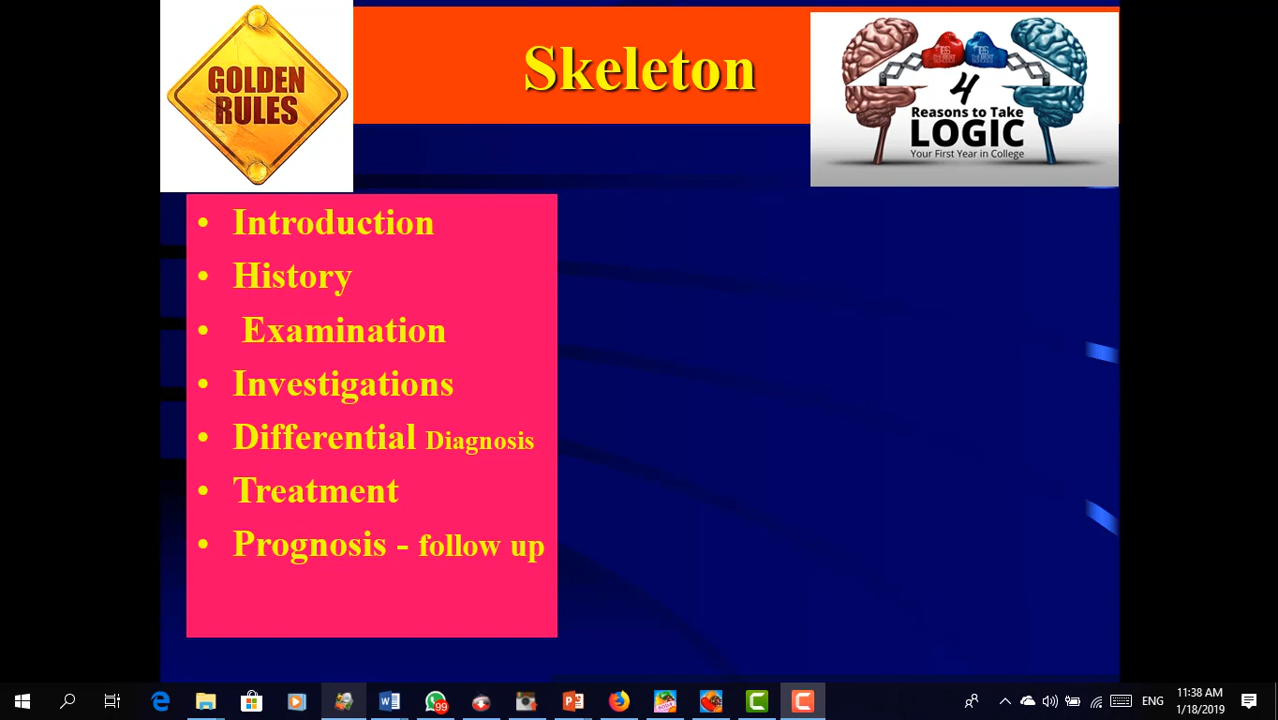 GOLDEN
RULES
Skeleton
4
Reasons to Take
LOGIC
Your First Year in College
• Introduction
• History
• Examination
• Investigations
• Differential Diagnosis
• Treatment
• Prognosis - follow up
99
ENG
11:38 AM
1/18/2019